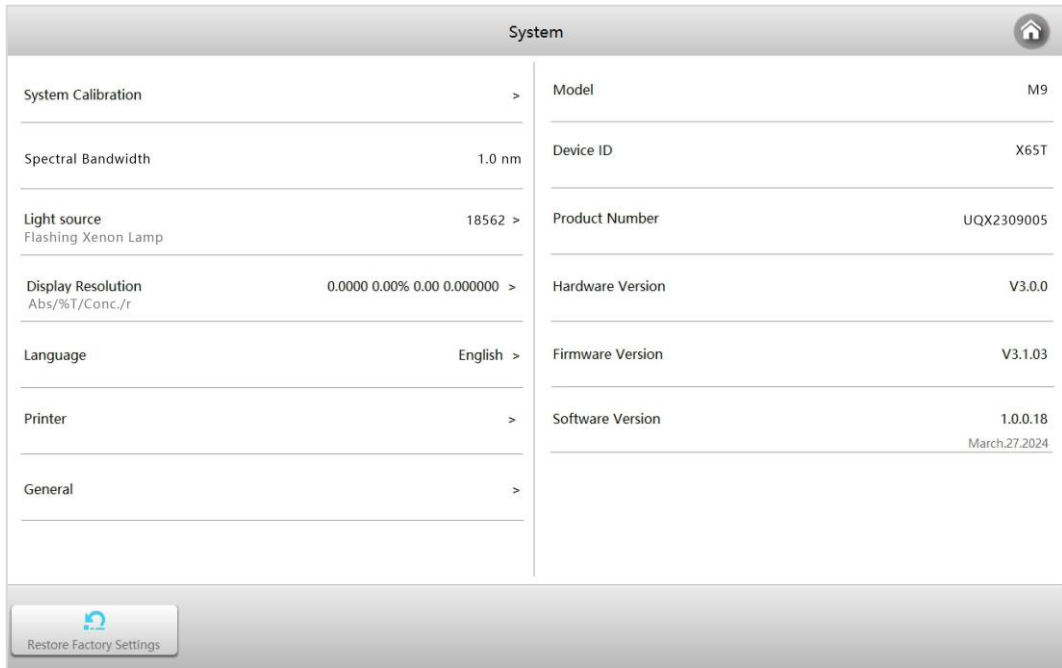 System
System Calibration >
Spectral Bandwidth 1.0 nm
Light source 18562 >
Flashing Xenon Lamp
Display Resolution 0.0000 0.00% 0.00 0.000000 >
Abs/%T/Conc./r
Language English >
Printer >
General >
Model M9
Device ID X65T
Product Number UQX2309005
Hardware Version V3.0.0
Firmware Version V3.1.03
Software Version 1.0.0.18
March.27.2024
Restore Factory Settings